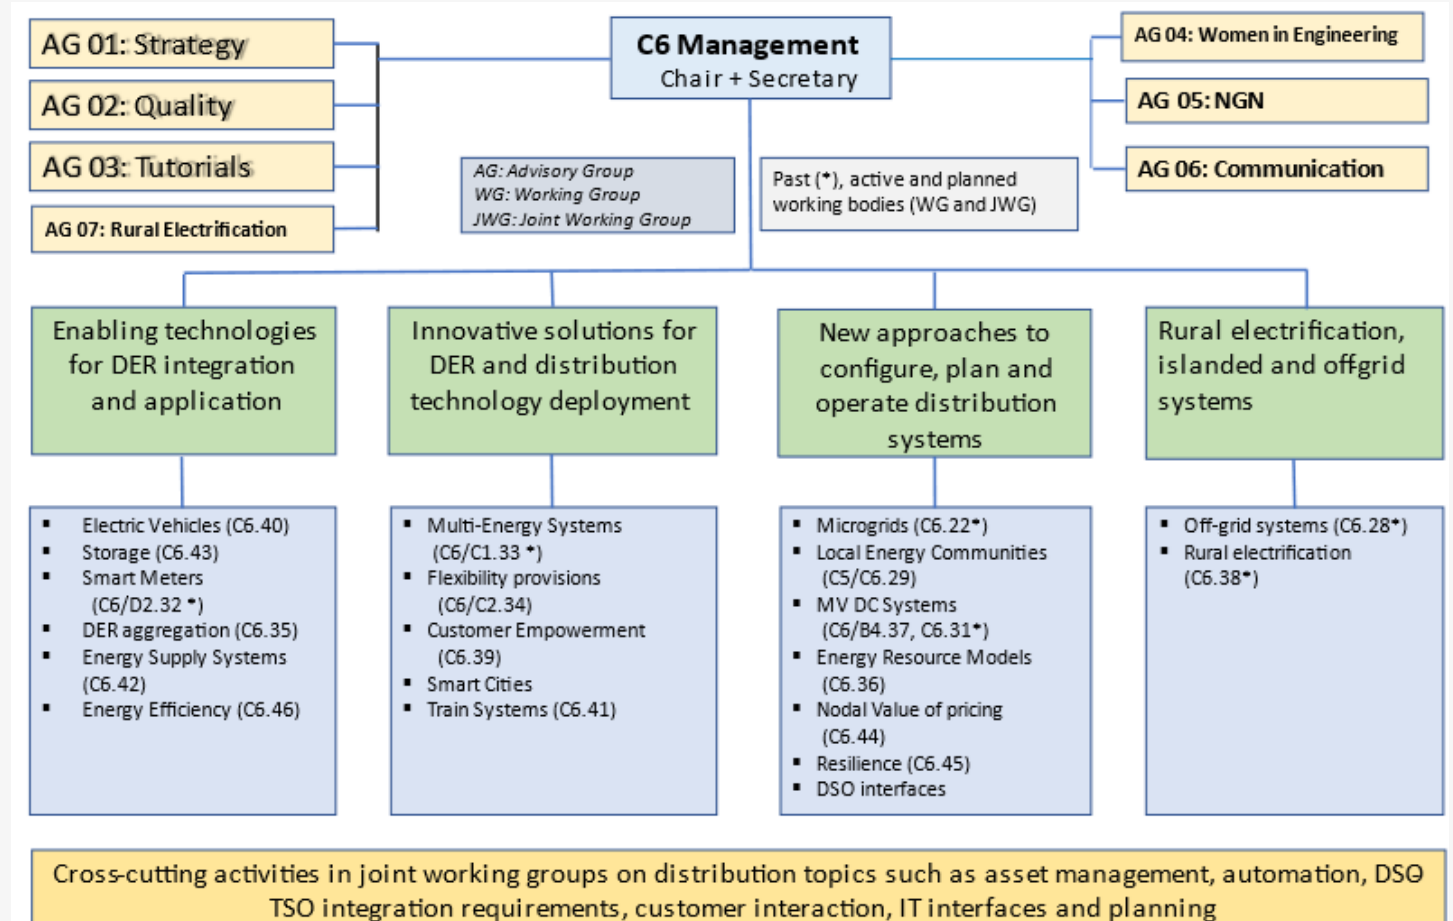 AG 01: Strategy
AG 02: Quality
AG 03: Tutorials
AG 07: Rural Electrification
C6 Management
Chair + Secretary
AG 04: Women in Engineering
AG 05: NGN
AG 06: Communication
AG: Advisory Group
WG: Working Group
JWG: Joint Working Group
Past (*), active and planned
working bodies (WG and JWG)
Enabling technologies
for DER integration
and application
Innovative solutions for
DER and distribution
technology deployment
New approaches to
configure, plan and
operate distribution
systems
Rural electrification,
islanded and off-grid
systems
▪ Electric Vehicles (C6.40)
▪ Storage (C6.43)
▪ Smart Meters
(C6/D2.32 *)
▪ DER aggregation (C6.35)
▪ Energy Supply Systems
(C6.42)
▪ Energy Efficiency (C6.46)
▪ Multi-Energy Systems
(C6/C1.33 *)
▪ Flexibility provisions
(C6/C2.34)
▪ Customer Empowerment
(C6.39)
▪ Smart Cities
▪ Train Systems (C6.41)
▪ Microgrids (C6.22*)
▪ Local Energy Communities
(C5/C6.29)
▪ MV DC Systems
(C6/B4.37, C6.31*)
▪ Energy Resource Models
(C6.36)
▪ Nodal Value of pricing
(C6.44)
▪ Resilience (C6.45)
▪ DSO interfaces
▪ Off-grid systems (C6.28*)
▪ Rural electrification
(C6.38*)
Cross-cutting activities in joint working groups on distribution topics such as asset management, automation, DSO-
TSO integration requirements, customer interaction, IT interfaces and planning